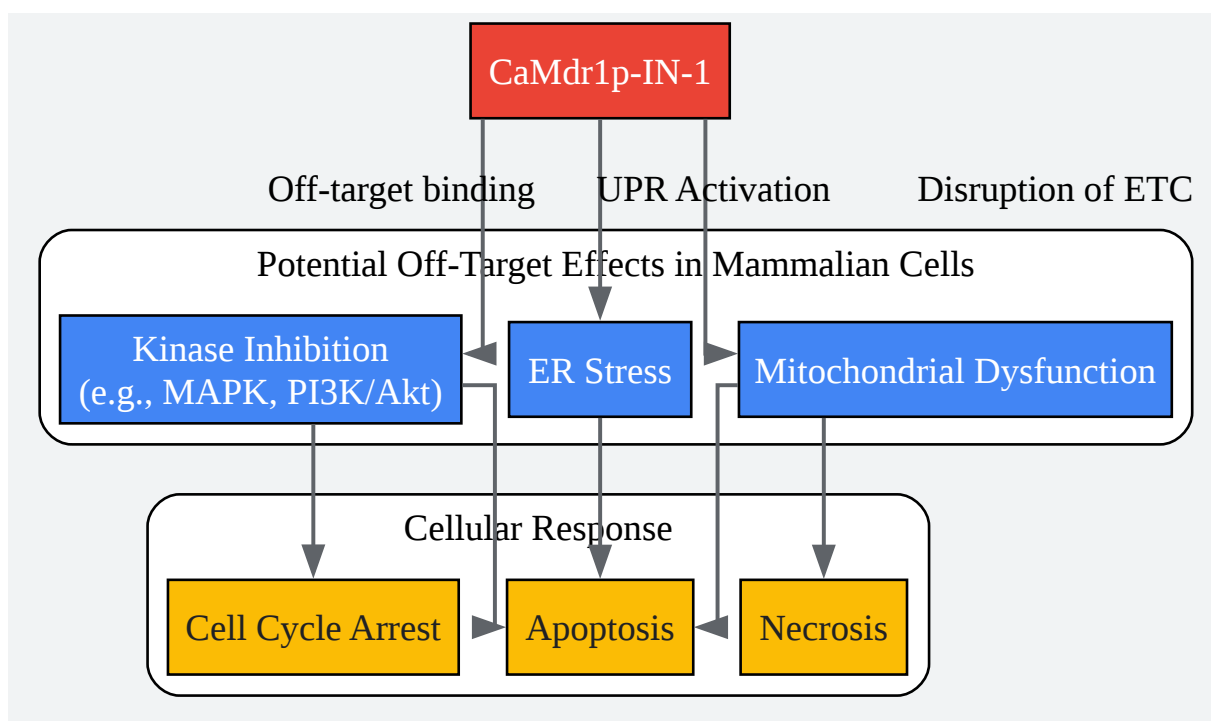 CaMdr1p-IN-1
Off-target binding
UPR Activation
Disruption of ETC
Potential Off-Target Effects in Mammalian Cells
Kinase Inhibition
(e.g., MAPK, PI3K/Akt)
ER Stress
Mitochondrial Dysfunction
Cellular Response
Cell Cycle Arrest
Apoptosis
Necrosis